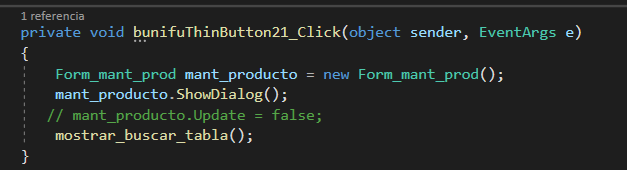 1 referencia
private void bunifuThinButton21_Click(object sender, EventArgs e)
{
Form_mant_prod mant_producto = new Form_mant_prod();
mant_producto.ShowDialog();
// mant_producto.Update = false;
mostrar_buscar_tabla();
}